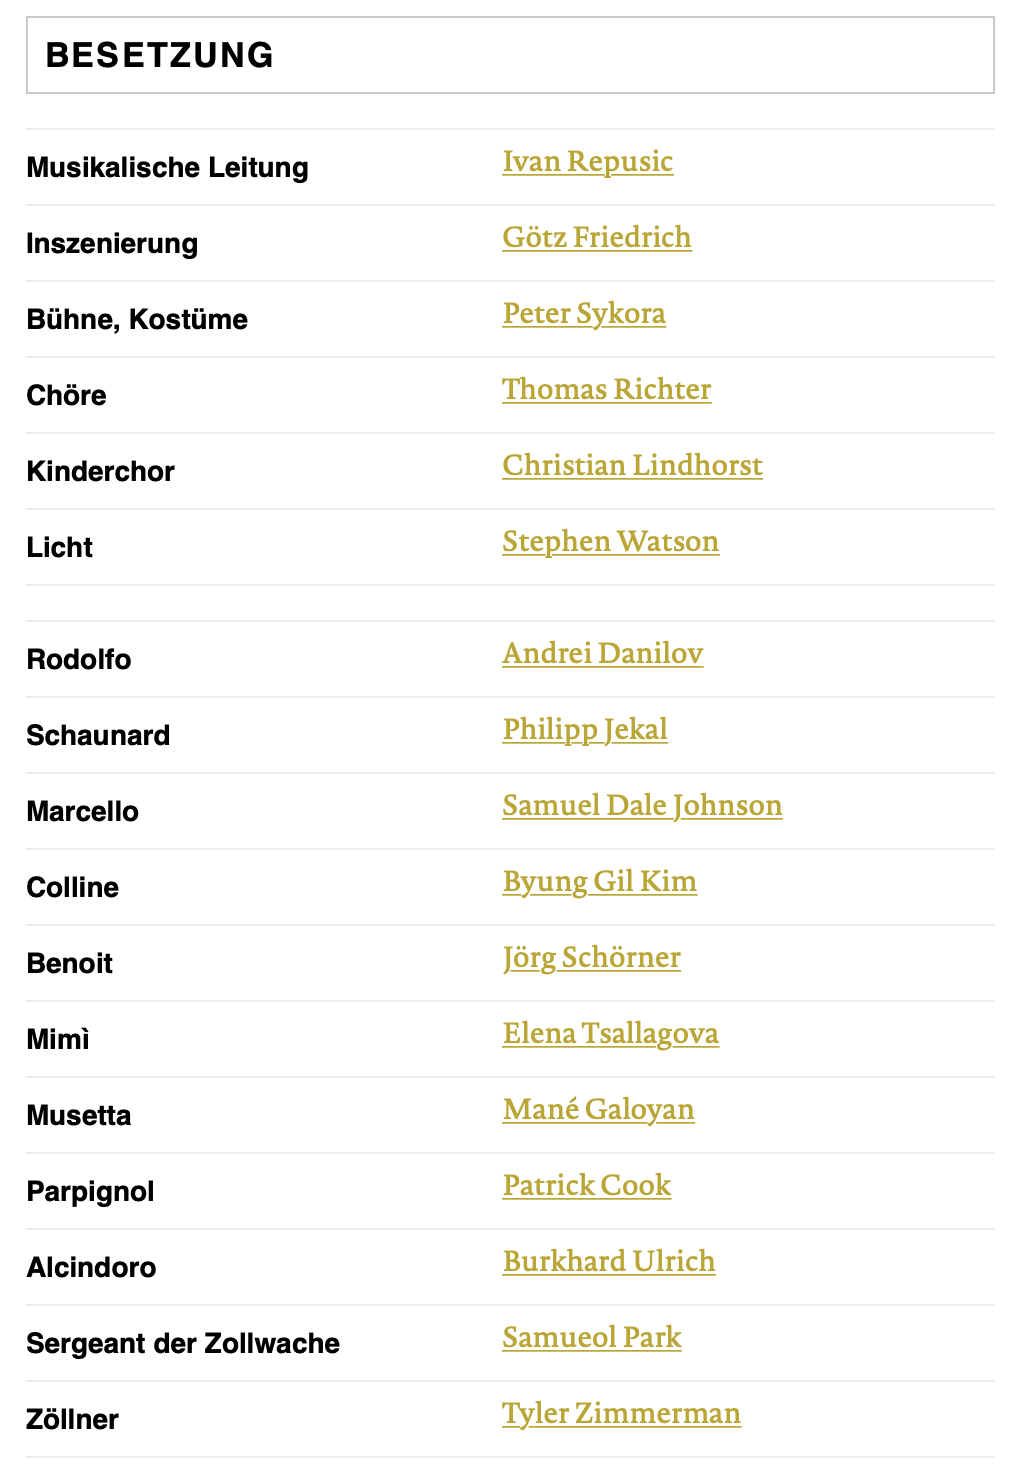 BESETZUNG
Musikalische Leitung Ivan Repusic
Inszenierung Götz Friedrich
Bühne, Kostüme Peter Sykora
Chöre Thomas Richter
Kinderchor Christian Lindhorst
Licht Stephen Watson
Rodolfo Andrei Danilov
Schaunard Philipp Jekal
Marcello Samuel Dale Johnson
Colline Byung Gil Kim
Benoit Jörg Schörner
Mimì Elena Tsallagova
Musetta Mané Galoyan
Parpignol Patrick Cook
Alcindoro Burkhard Ulrich
Sergeant der Zollwache Samueol Park
Zöllner Tyler Zimmerman